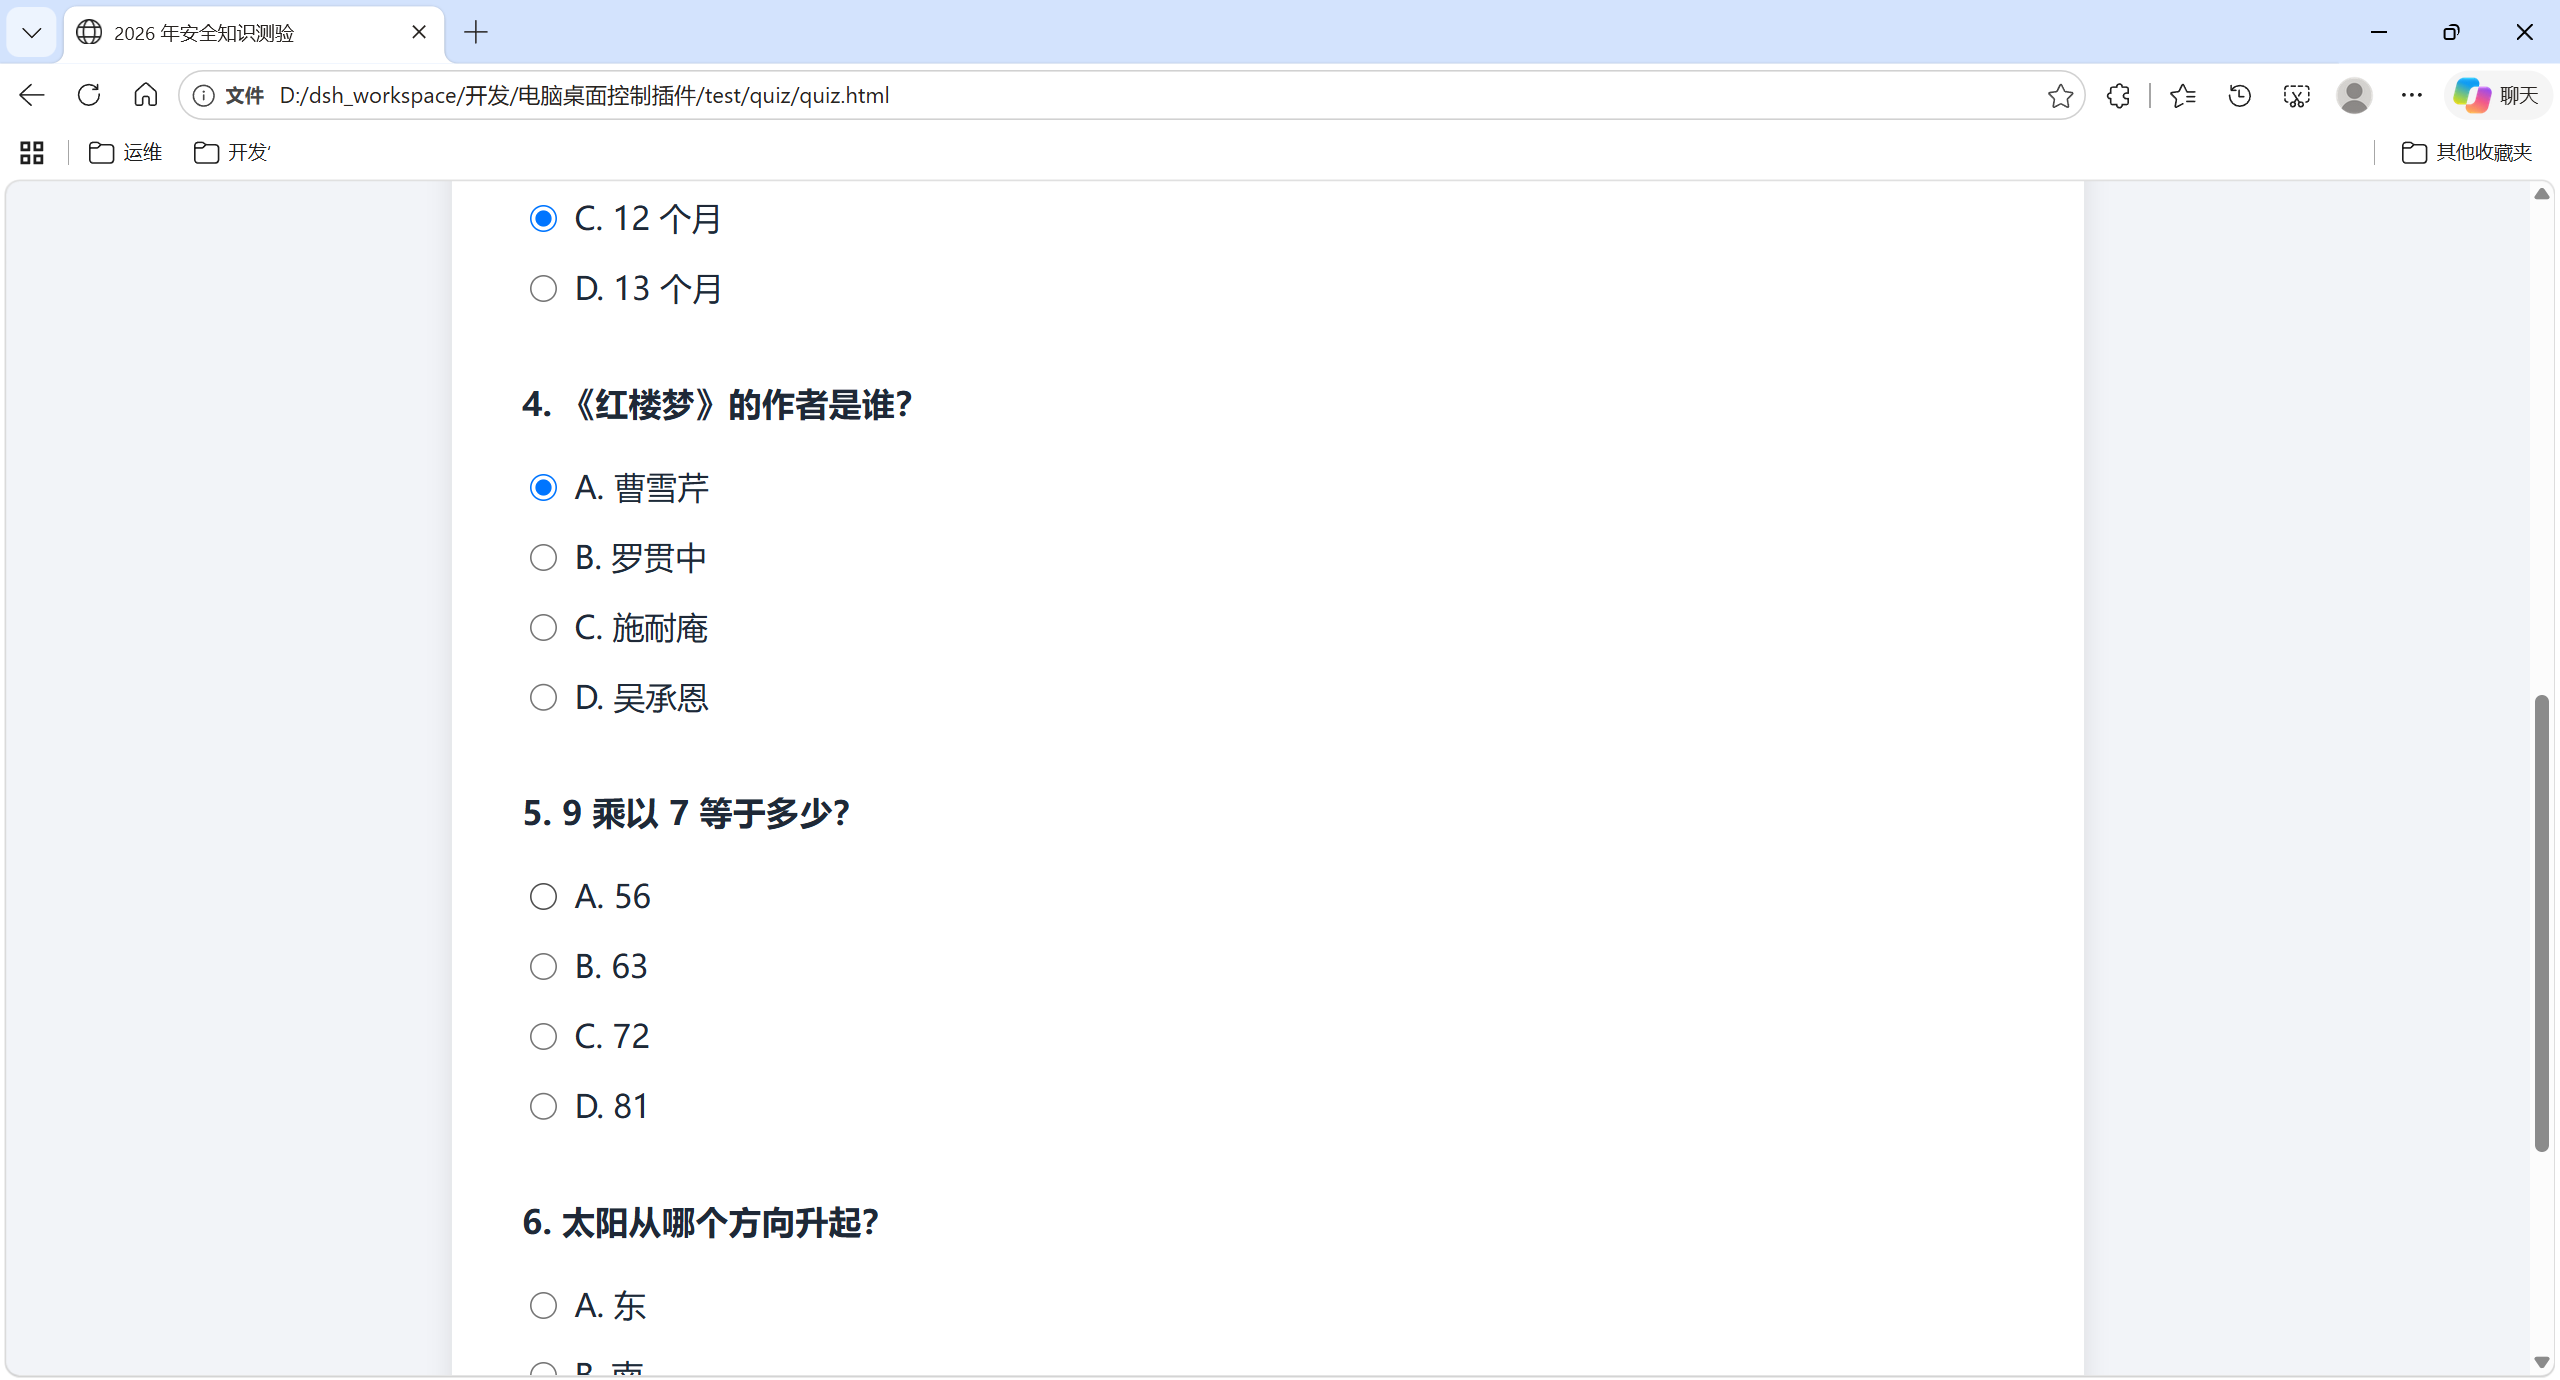 2026 年安全知识测验
文件 D:/dsh_workspace/开发/电脑桌面控制插件/test/quiz/quiz.html
聊天
运维
开发'
其他收藏夹
C. 12 个月
D. 13 个月
4. 《红楼梦》的作者是谁?
A. 曹雪芹
B. 罗贯中
C. 施耐庵
D. 吴承恩
5. 9 乘以 7 等于多少?
A. 56
B. 63
C. 72
D. 81
6. 太阳从哪个方向升起?
A. 东
B. 南